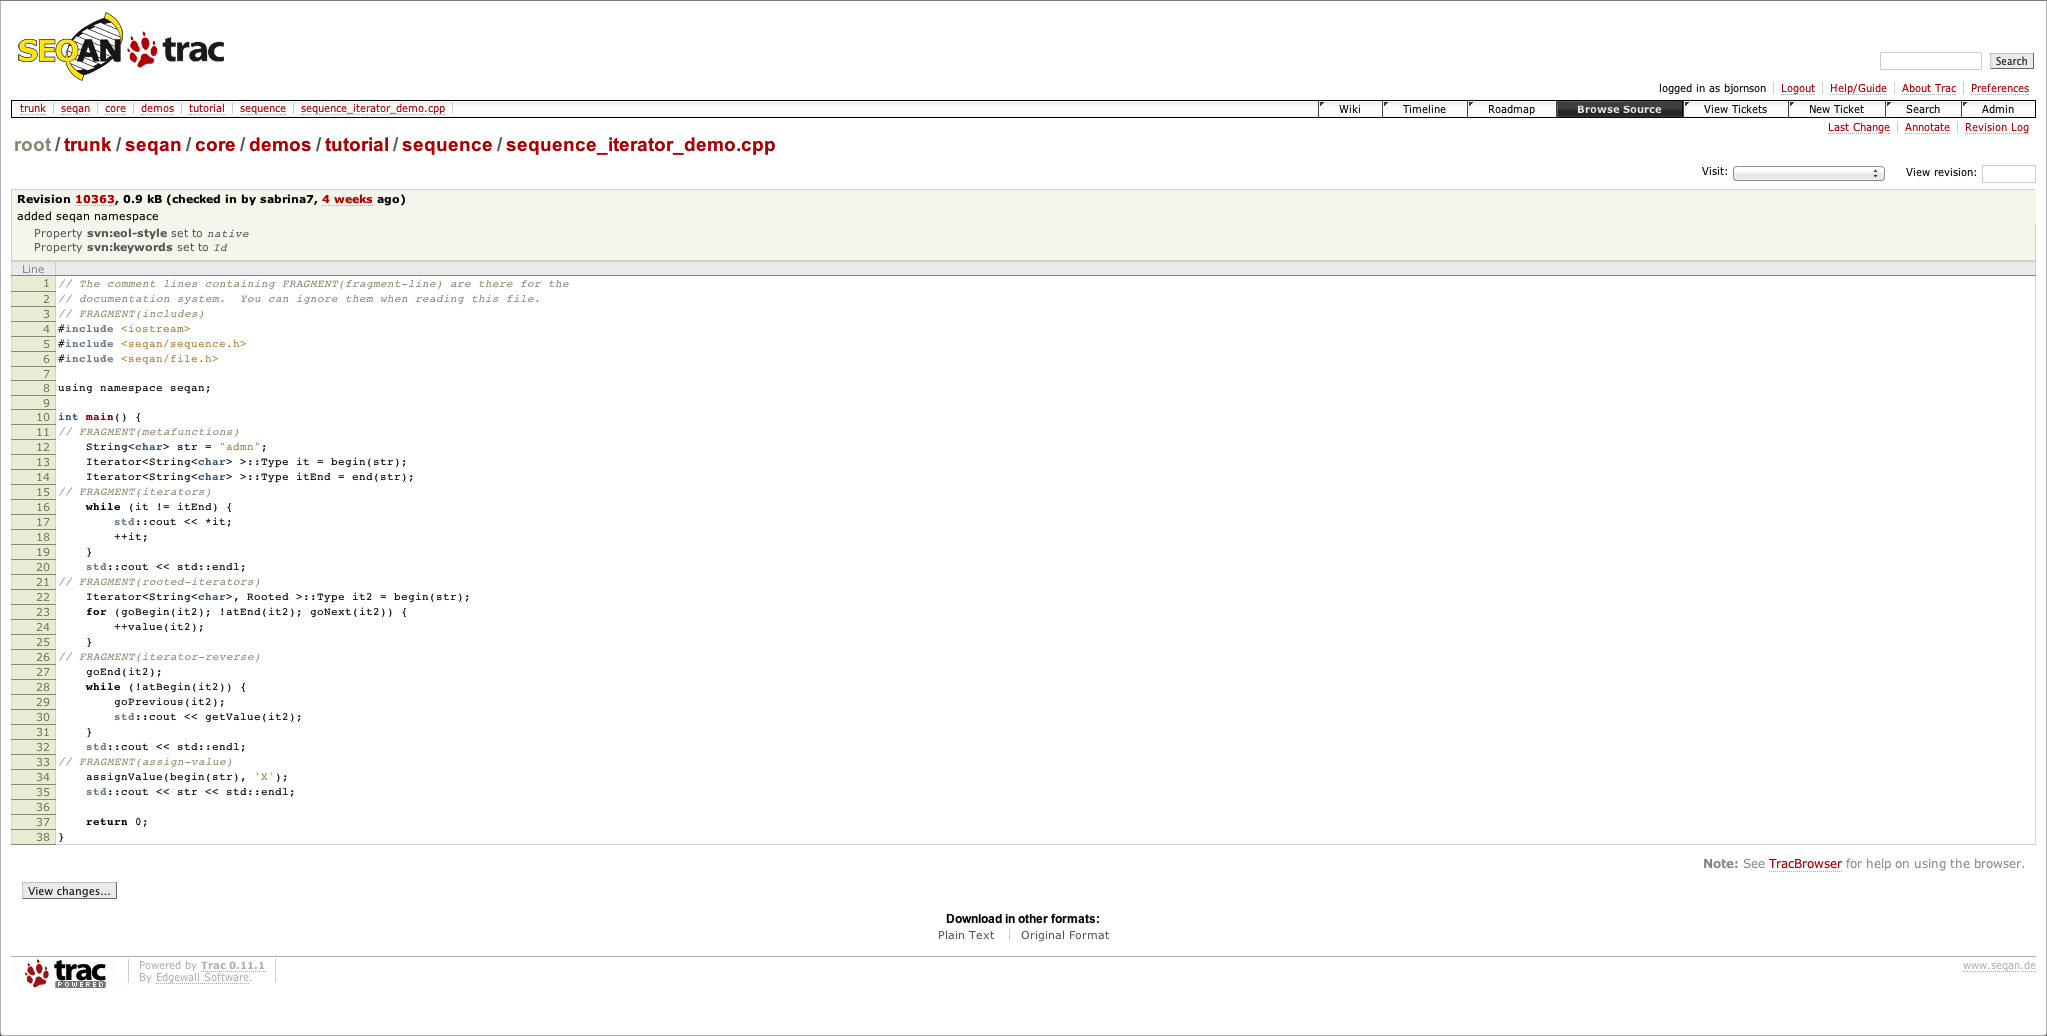 SEQAN trac
Search
logged in as bjornson Logout Help/Guide About Trac Preferences
trunk seqan core demos tutorial sequence sequence_iterator_demo.cpp Wiki Timeline Roadmap Browse Source View Tickets New Ticket Search Admin
Last Change Annotate Revision Log
root / trunk / seqan / core / demos / tutorial / sequence / sequence_iterator_demo.cpp
Visit: View revision:
Revision 10363, 0.9 kB (checked in by sabrina7, 4 weeks ago)
added seqan namespace
Property svn:eol-style set to native
Property svn:keywords set to Id
Line
1 // The comment lines containing FRAGMENT(fragment-line) are there for the
2 // documentation system.  You can ignore them when reading this file.
3 // FRAGMENT(includes)
4 #include <iostream>
5 #include <seqan/sequence.h>
6 #include <seqan/file.h>
7
8 using namespace seqan;
9
10 int main() {
11 // FRAGMENT(metafunctions)
12     String<char> str = "admn";
13     Iterator<String<char> >::Type it = begin(str);
14     Iterator<String<char> >::Type itEnd = end(str);
15 // FRAGMENT(iterators)
16     while (it != itEnd) {
17         std::cout << *it;
18         ++it;
19     }
20     std::cout << std::endl;
21 // FRAGMENT(rooted-iterators)
22     Iterator<String<char>, Rooted >::Type it2 = begin(str);
23     for (goBegin(it2); !atEnd(it2); goNext(it2)) {
24         ++value(it2);
25     }
26 // FRAGMENT(iterator-reverse)
27     goEnd(it2);
28     while (!atBegin(it2)) {
29         goPrevious(it2);
30         std::cout << getValue(it2);
31     }
32     std::cout << std::endl;
33 // FRAGMENT(assign-value)
34     assignValue(begin(str), 'X');
35     std::cout << str << std::endl;
36
37     return 0;
38 }
Note: See TracBrowser for help on using the browser.
View changes...
Download in other formats:
Plain Text Original Format
trac POWERED
Powered by Trac 0.11.1
By Edgewall Software.
www.seqan.de